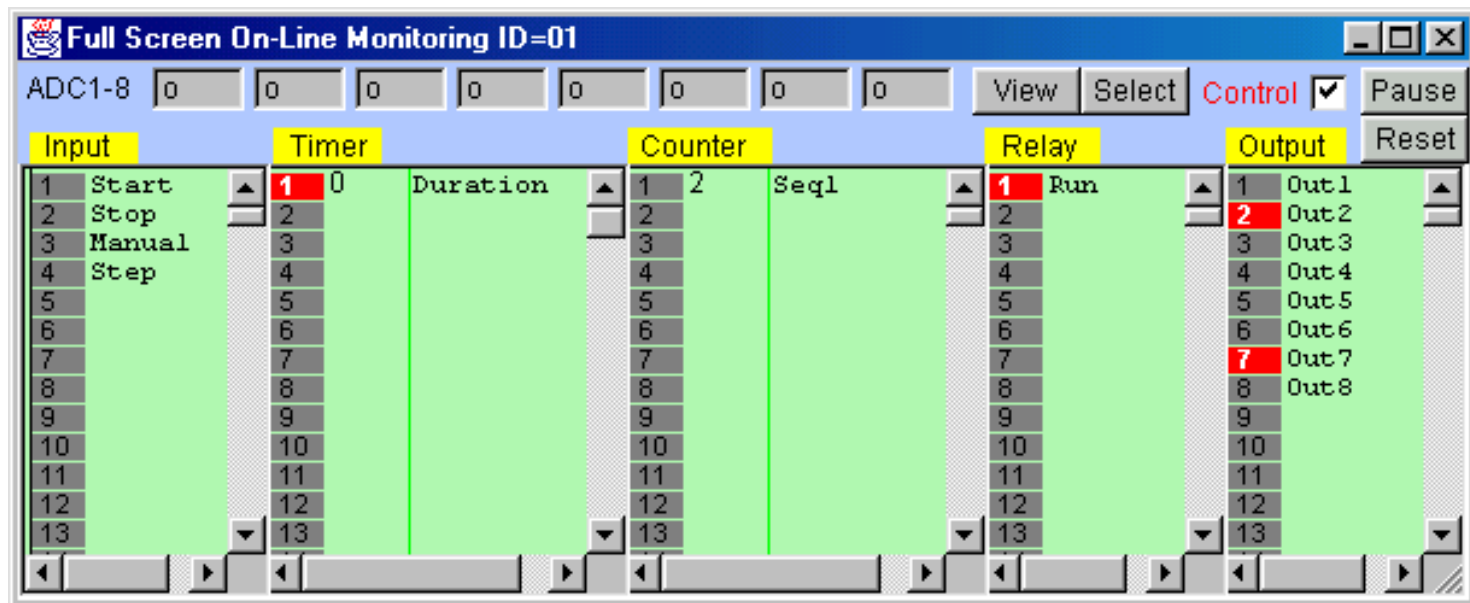 Full Screen On-Line Monitoring ID=01
ADC1-8 0 0 0 0 0 0 0 0 View Select Control Pause
Input Timer Counter Relay Output Reset
1 Start 1 0 Duration 1 2 Seq1 1 Run 1 Out1
2 Stop 2 2 2 2 Out2
3 Manual 3 3 3 3 Out3
4 Step 4 4 4 4 Out4
5 5 5 5 5 Out5
6 6 6 6 6 Out6
7 7 7 7 7 Out7
8 8 8 8 8 Out8
9 9 9 9 9
10 10 10 10 10
11 11 11 11 11
12 12 12 12 12
13 13 13 13 13